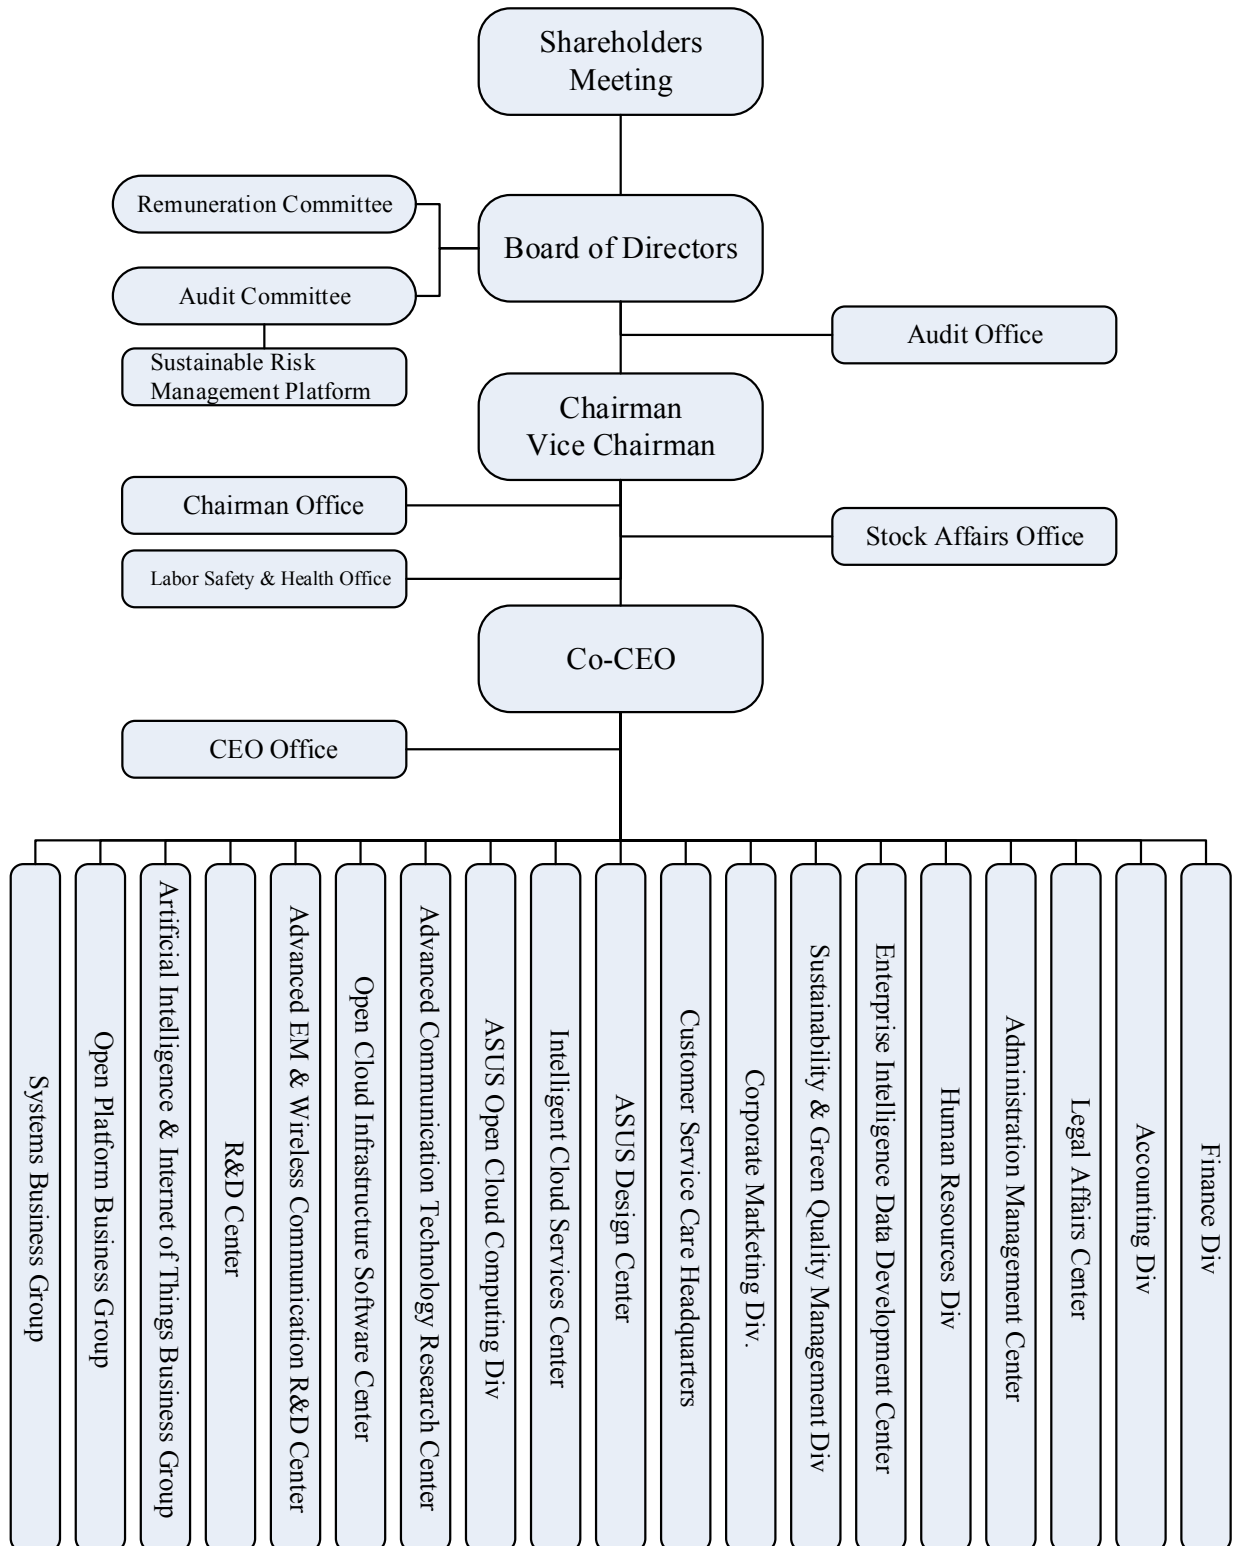 Shareholders
Meeting
Remuneration Committee
Board of Directors
Audit Committee
Audit Office
Sustainable Risk
Management Platform
Chairman
Vice Chairman
Chairman Office
Stock Affairs Office
Labor Safety & Health Office
Co-CEO
CEO Office
Systems Business Group
Open Platform Business Group
Artificial Intelligence & Internet of Things Business Group
R&D Center
Advanced EM & Wireless Communication R&D Center
Open Cloud Infrastructure Software Center
Advanced Communication Technology Research Center
ASUS Open Cloud Computing Div
Intelligent Cloud Services Center
ASUS Design Center
Customer Service Care Headquarters
Corporate Marketing Div.
Sustainability & Green Quality Management Div
Enterprise Intelligence Data Development Center
Human Resources Div
Administration Management Center
Legal Affairs Center
Accounting Div
Finance Div